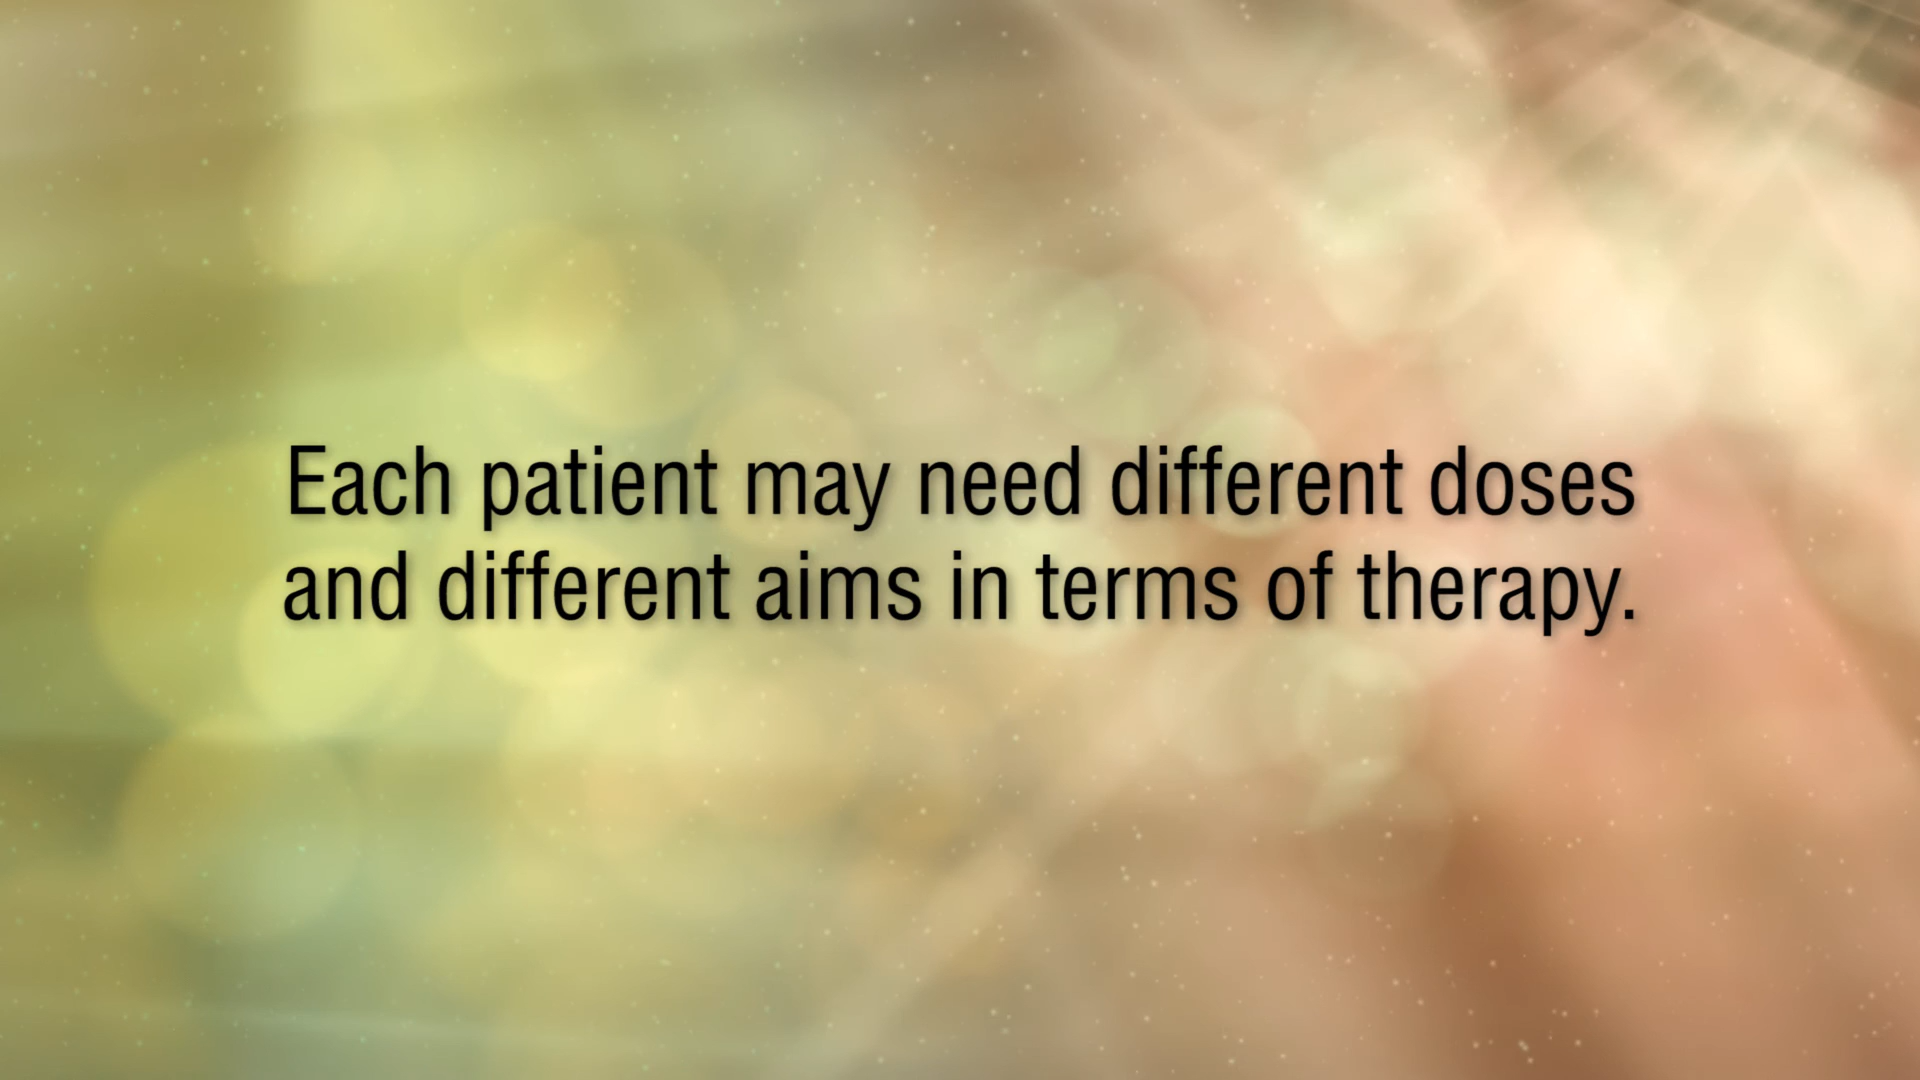 Each patient may need different doses
and different aims in terms of therapy.